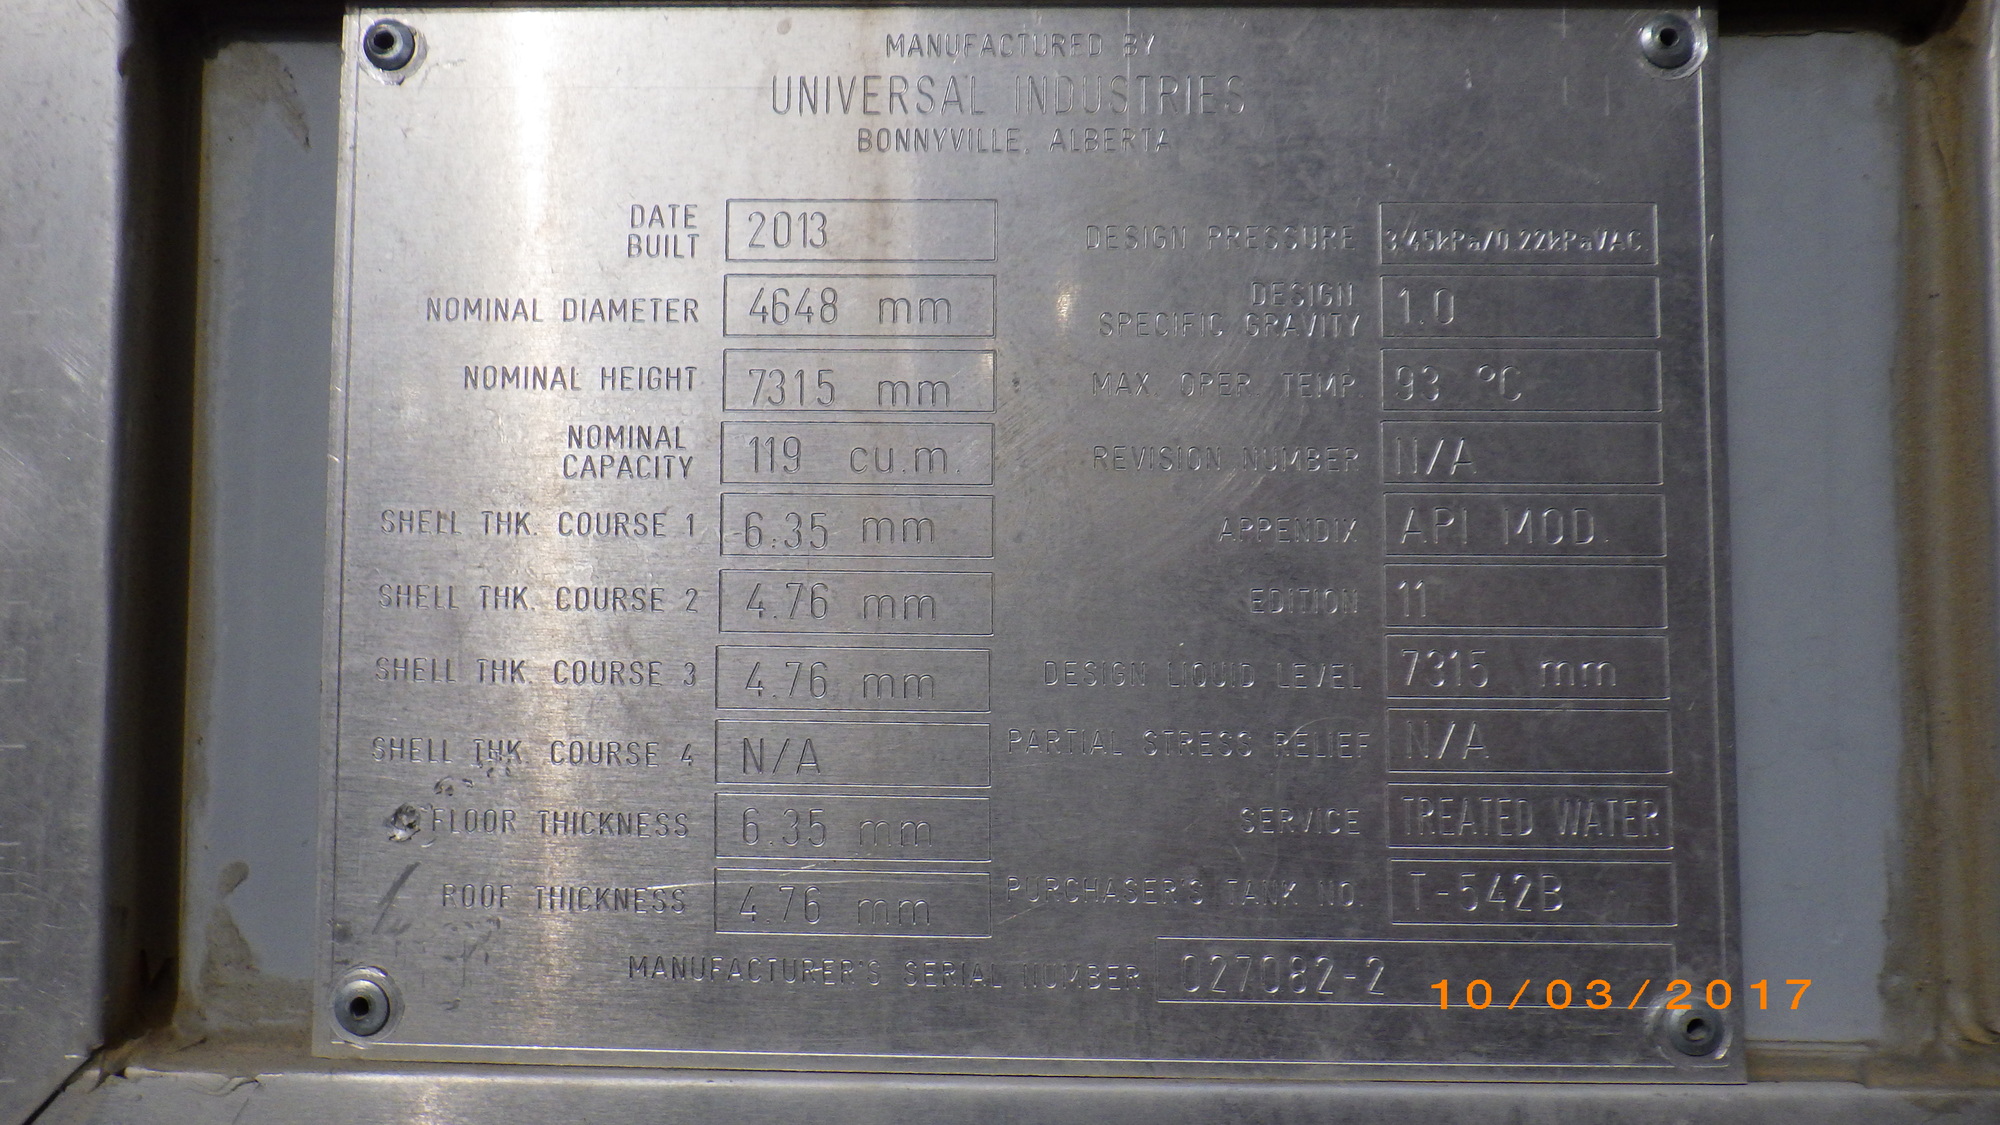 MANUFACTURED BY
UNIVERSAL INDUSTRIES
BONNYVILLE, ALBERTA
DATE BUILT 2013
NOMINAL DIAMETER 4648 mm
NOMINAL HEIGHT 7315 mm
NOMINAL CAPACITY 119 cu.m.
SHELL THK. COURSE 1 6.35 mm
SHELL THK. COURSE 2 4.76 mm
SHELL THK. COURSE 3 4.76 mm
SHELL THK. COURSE 4 N/A
FLOOR THICKNESS 6.35 mm
ROOF THICKNESS 4.76 mm
DESIGN PRESSURE 3.45kPa/0.22kPaVAC.
DESIGN SPECIFIC GRAVITY 1.0
MAX. OPER. TEMP. 93 °C
REVISION NUMBER N/A
APPENDIX API MOD.
EDITION 11
DESIGN LIQUID LEVEL 7315 mm
PARTIAL STRESS RELIEF N/A
SERVICE TREATED WATER
PURCHASER'S TANK NO. T-542B
MANUFACTURER'S SERIAL NUMBER 027082-2
10/03/2017